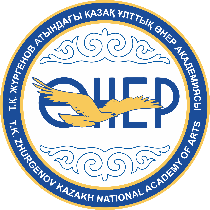 Т.Қ. ЖҮРГЕНОВ АТЫНДАҒЫ ҚАЗАҚ ҰЛТТЫҚ ӨНЕР АКАДЕМИЯСЫ
ӨНЕР
T.K. ZHURGENOV KAZAKH NATIONAL ACADEMY OF ARTS